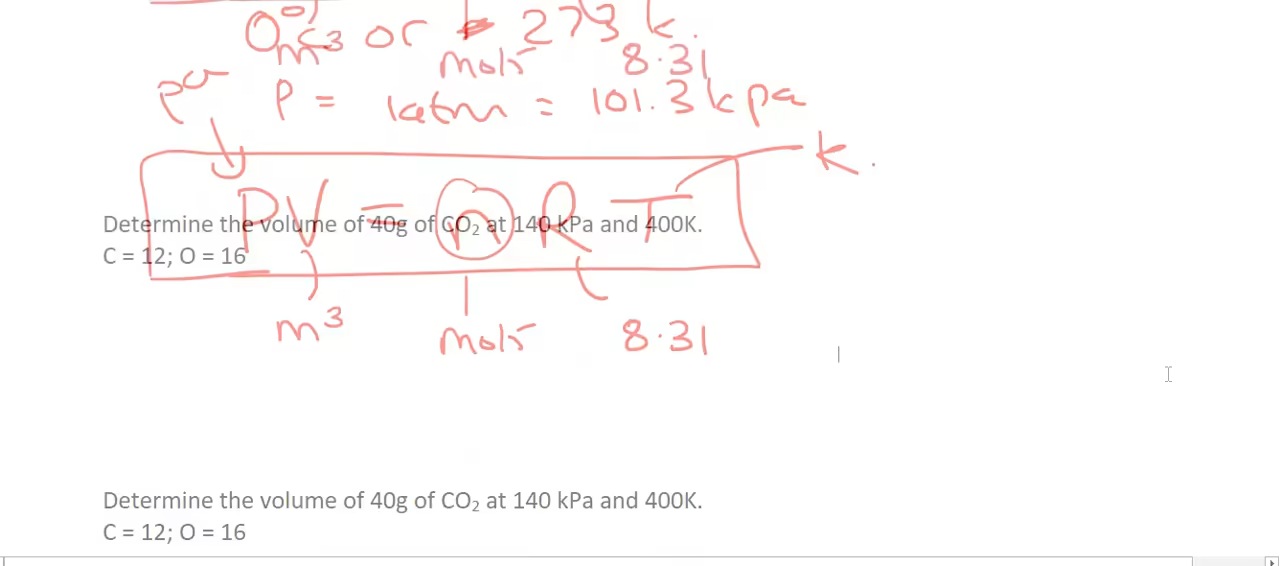 0°C or 273 k.
m3 mols 8.31
pa P = 1atm = 101.3 kpa
K.
PV = n R T
Determine the volume of 40g of CO₂ at 140 kPa and 400K.
C = 12; O = 16
m3 mols 8.31
Determine the volume of 40g of CO₂ at 140 kPa and 400K.
C = 12; O = 16